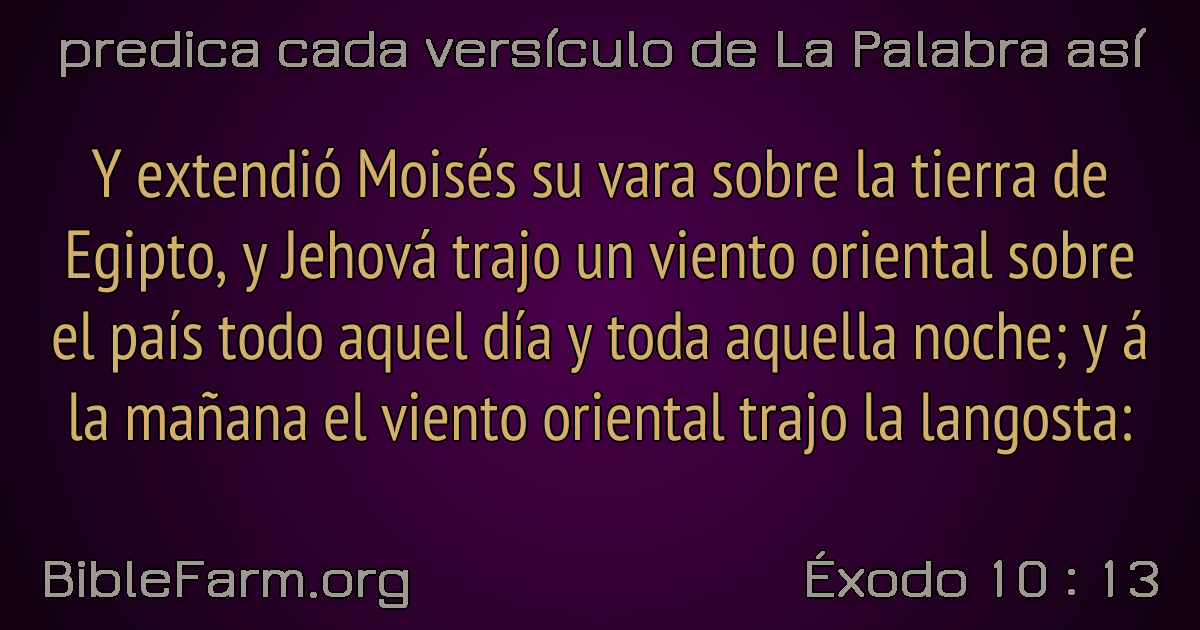 predica cada versículo de La Palabra así
Y extendió Moisés su vara sobre la tierra de
Egipto, y Jehová trajo un viento oriental sobre
el país todo aquel día y toda aquella noche; y á
la mañana el viento oriental trajo la langosta:
BibleFarm.org
Éxodo 10 : 13